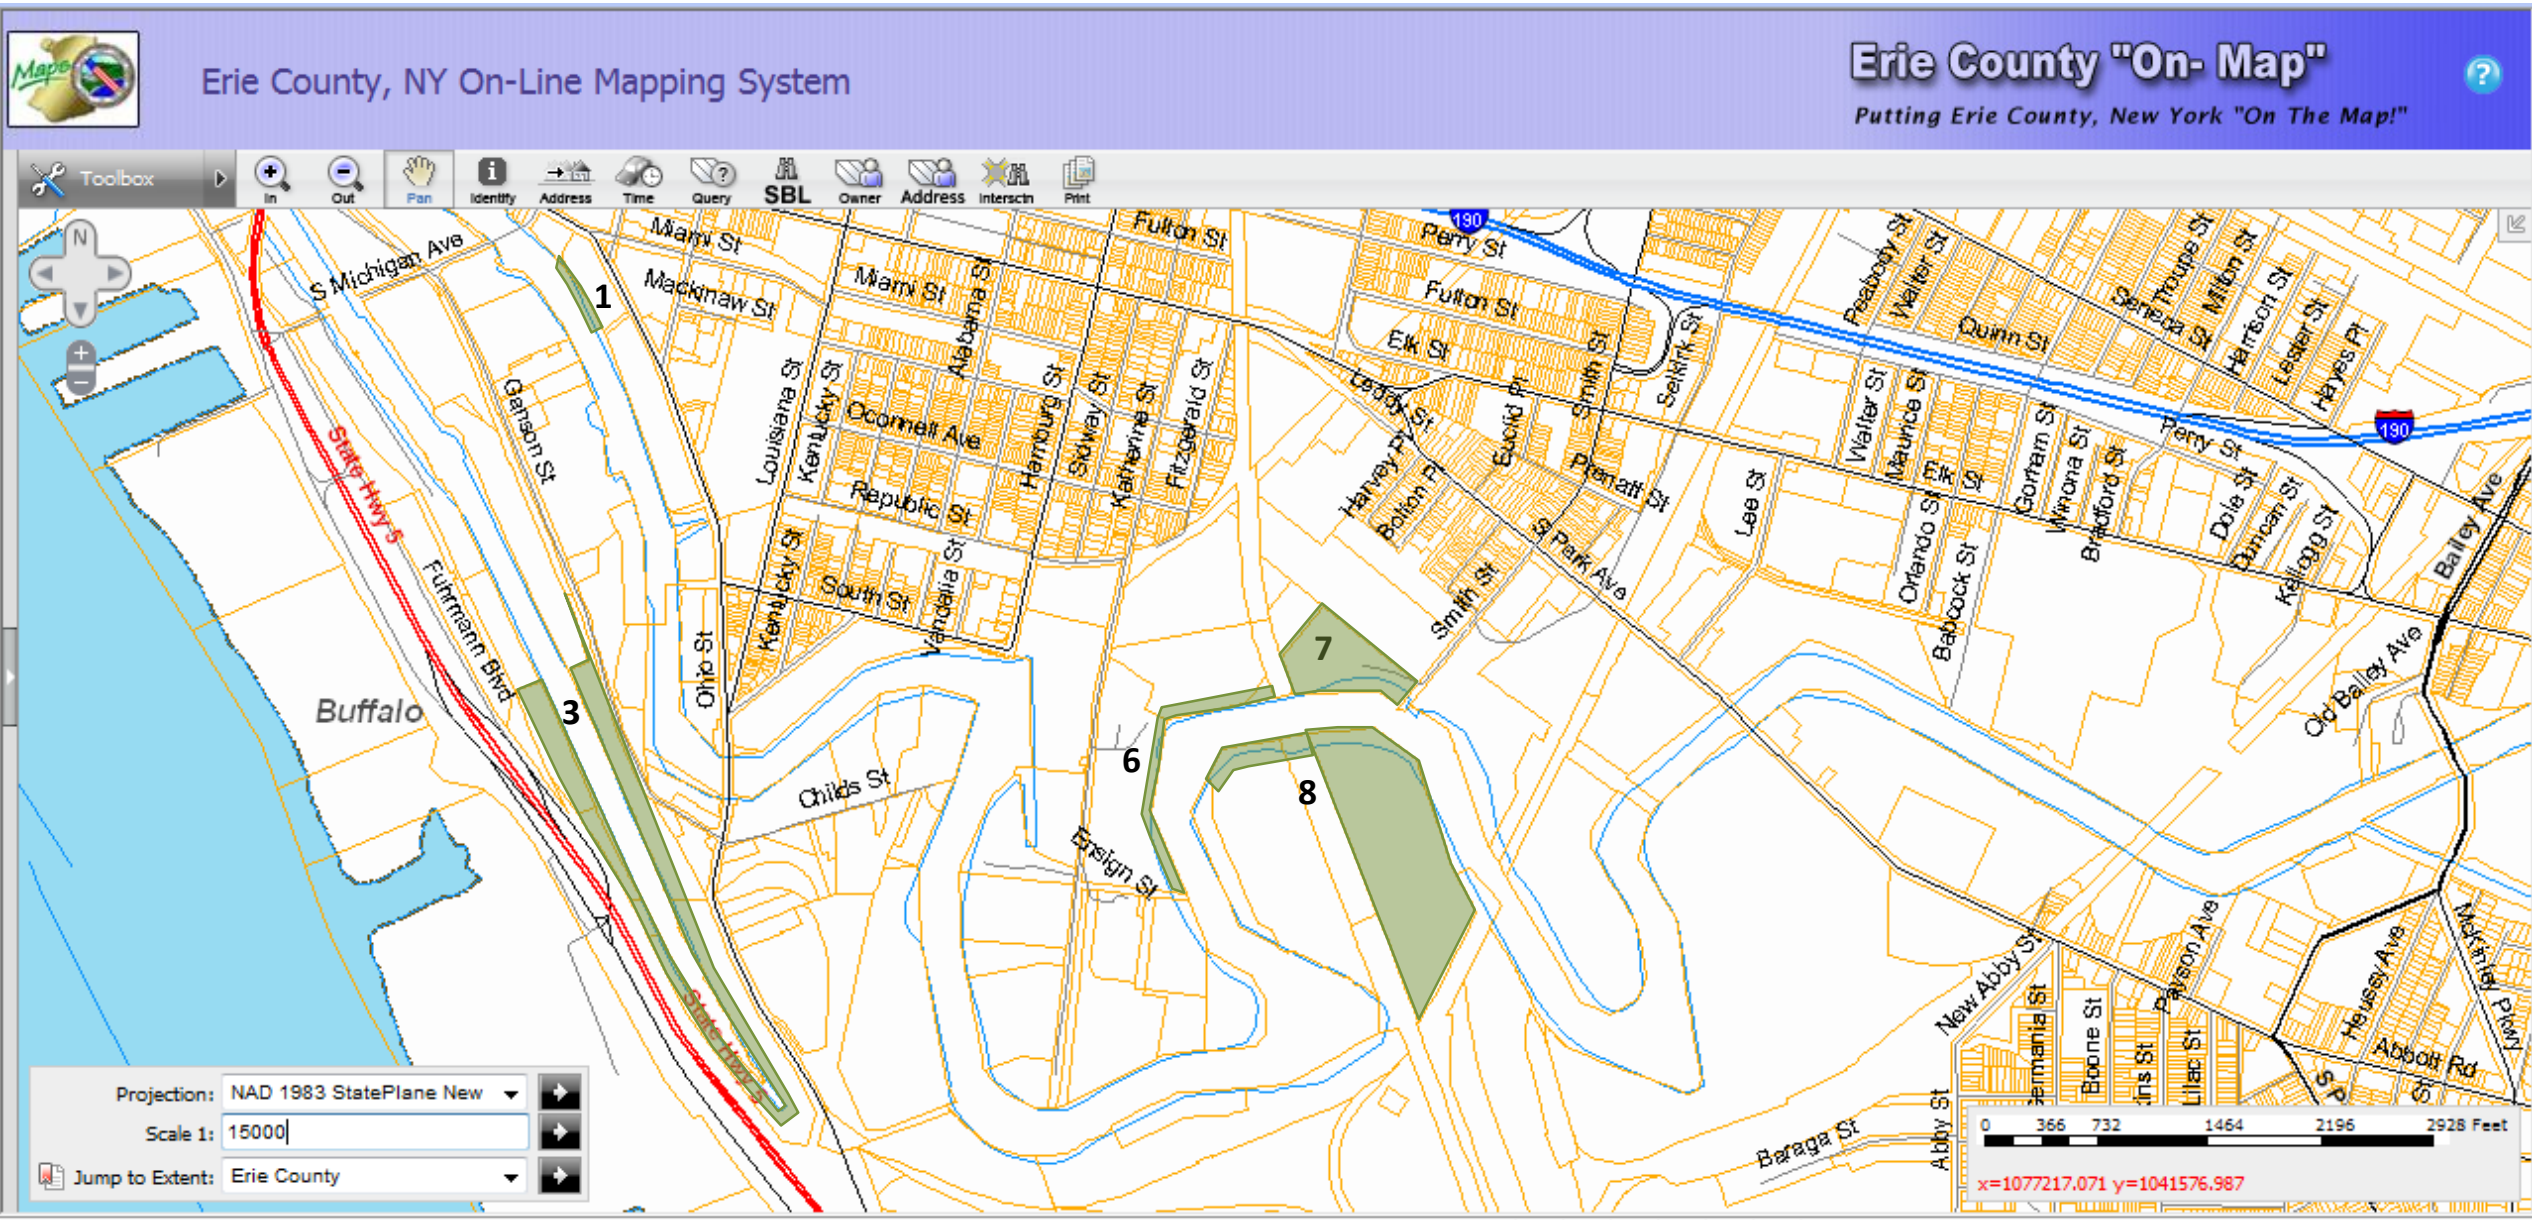 Maps
Erie County, NY On-Line Mapping System
Erie County "On- Map"
Putting Erie County, New York "On The Map!"
?
Toolbox
In
Out
Pan
Identify
Address
Time
Query
SBL
Owner
Address
Intersctn
Print
N
S Michigan Ave
Miami St
Mackinaw St
Miami St
Alabama St
Fulton St
Perry St
190
Fulton St
Elk St
Smith St
Selkirk St
Peabody St
Walter St
Quinn St
Seneca St
Troupe St
Milton St
Harrison St
Lester St
Hayes Pl
190
1
Ganson St
Louisiana St
Kentucky St
Oconnell Ave
Hamburg St
Sidway St
Katherine St
Fitzgerald St
Leddy St
Harvey Pl
Bolton Pl
Euclid Pl
Prenatt St
Lee St
Walter St
Maurice St
Elk St
Gorham St
Winona St
Bradford St
Perry St
Dole St
Duncan St
Kellogg St
Bailey Ave
State Hwy 5
Republic St
S Park Ave
Orlando St
Babcock St
Fuhrmann Blvd
Kentucky St
South St
Vandalia St
Smith St
Ohio St
7
Old Bailey Ave
Buffalo
3
6
8
Childs St
Ensign St
State Hwy 5
New Abby St
Payson Ave
Heussy Ave
McKinley Pkwy
Boone St
Lilac St
Abbott Rd
S P
Abby St
Baraga St
Projection: NAD 1983 StatePlane New
Scale 1: 15000
Jump to Extent: Erie County
0 366 732 1464 2196 2928 Feet
x=1077217.071 y=1041576.987